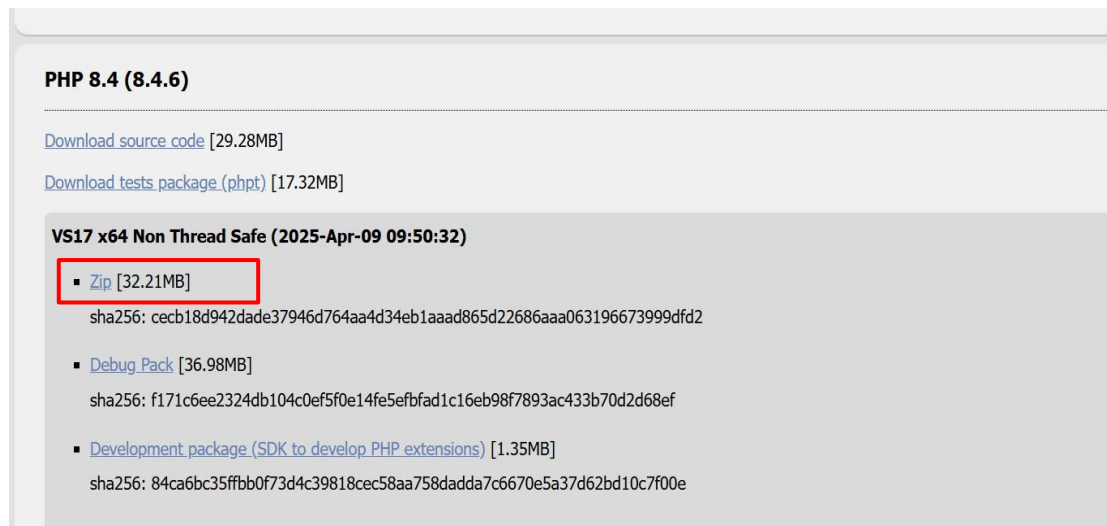 PHP 8.4 (8.4.6)
Download source code [29.28MB]
Download tests package (phpt) [17.32MB]
VS17 x64 Non Thread Safe (2025-Apr-09 09:50:32)
Zip [32.21MB]
sha256: cecb18d942dade37946d764aa4d34eb1aaad865d22686aaa063196673999dfd2
Debug Pack [36.98MB]
sha256: f171c6ee2324db104c0ef5f0e14fe5efbfad1c16eb98f7893ac433b70d2d68ef
Development package (SDK to develop PHP extensions) [1.35MB]
sha256: 84ca6bc35ffbb0f73d4c39818cec58aa758dadda7c6670e5a37d62bd10c7f00e